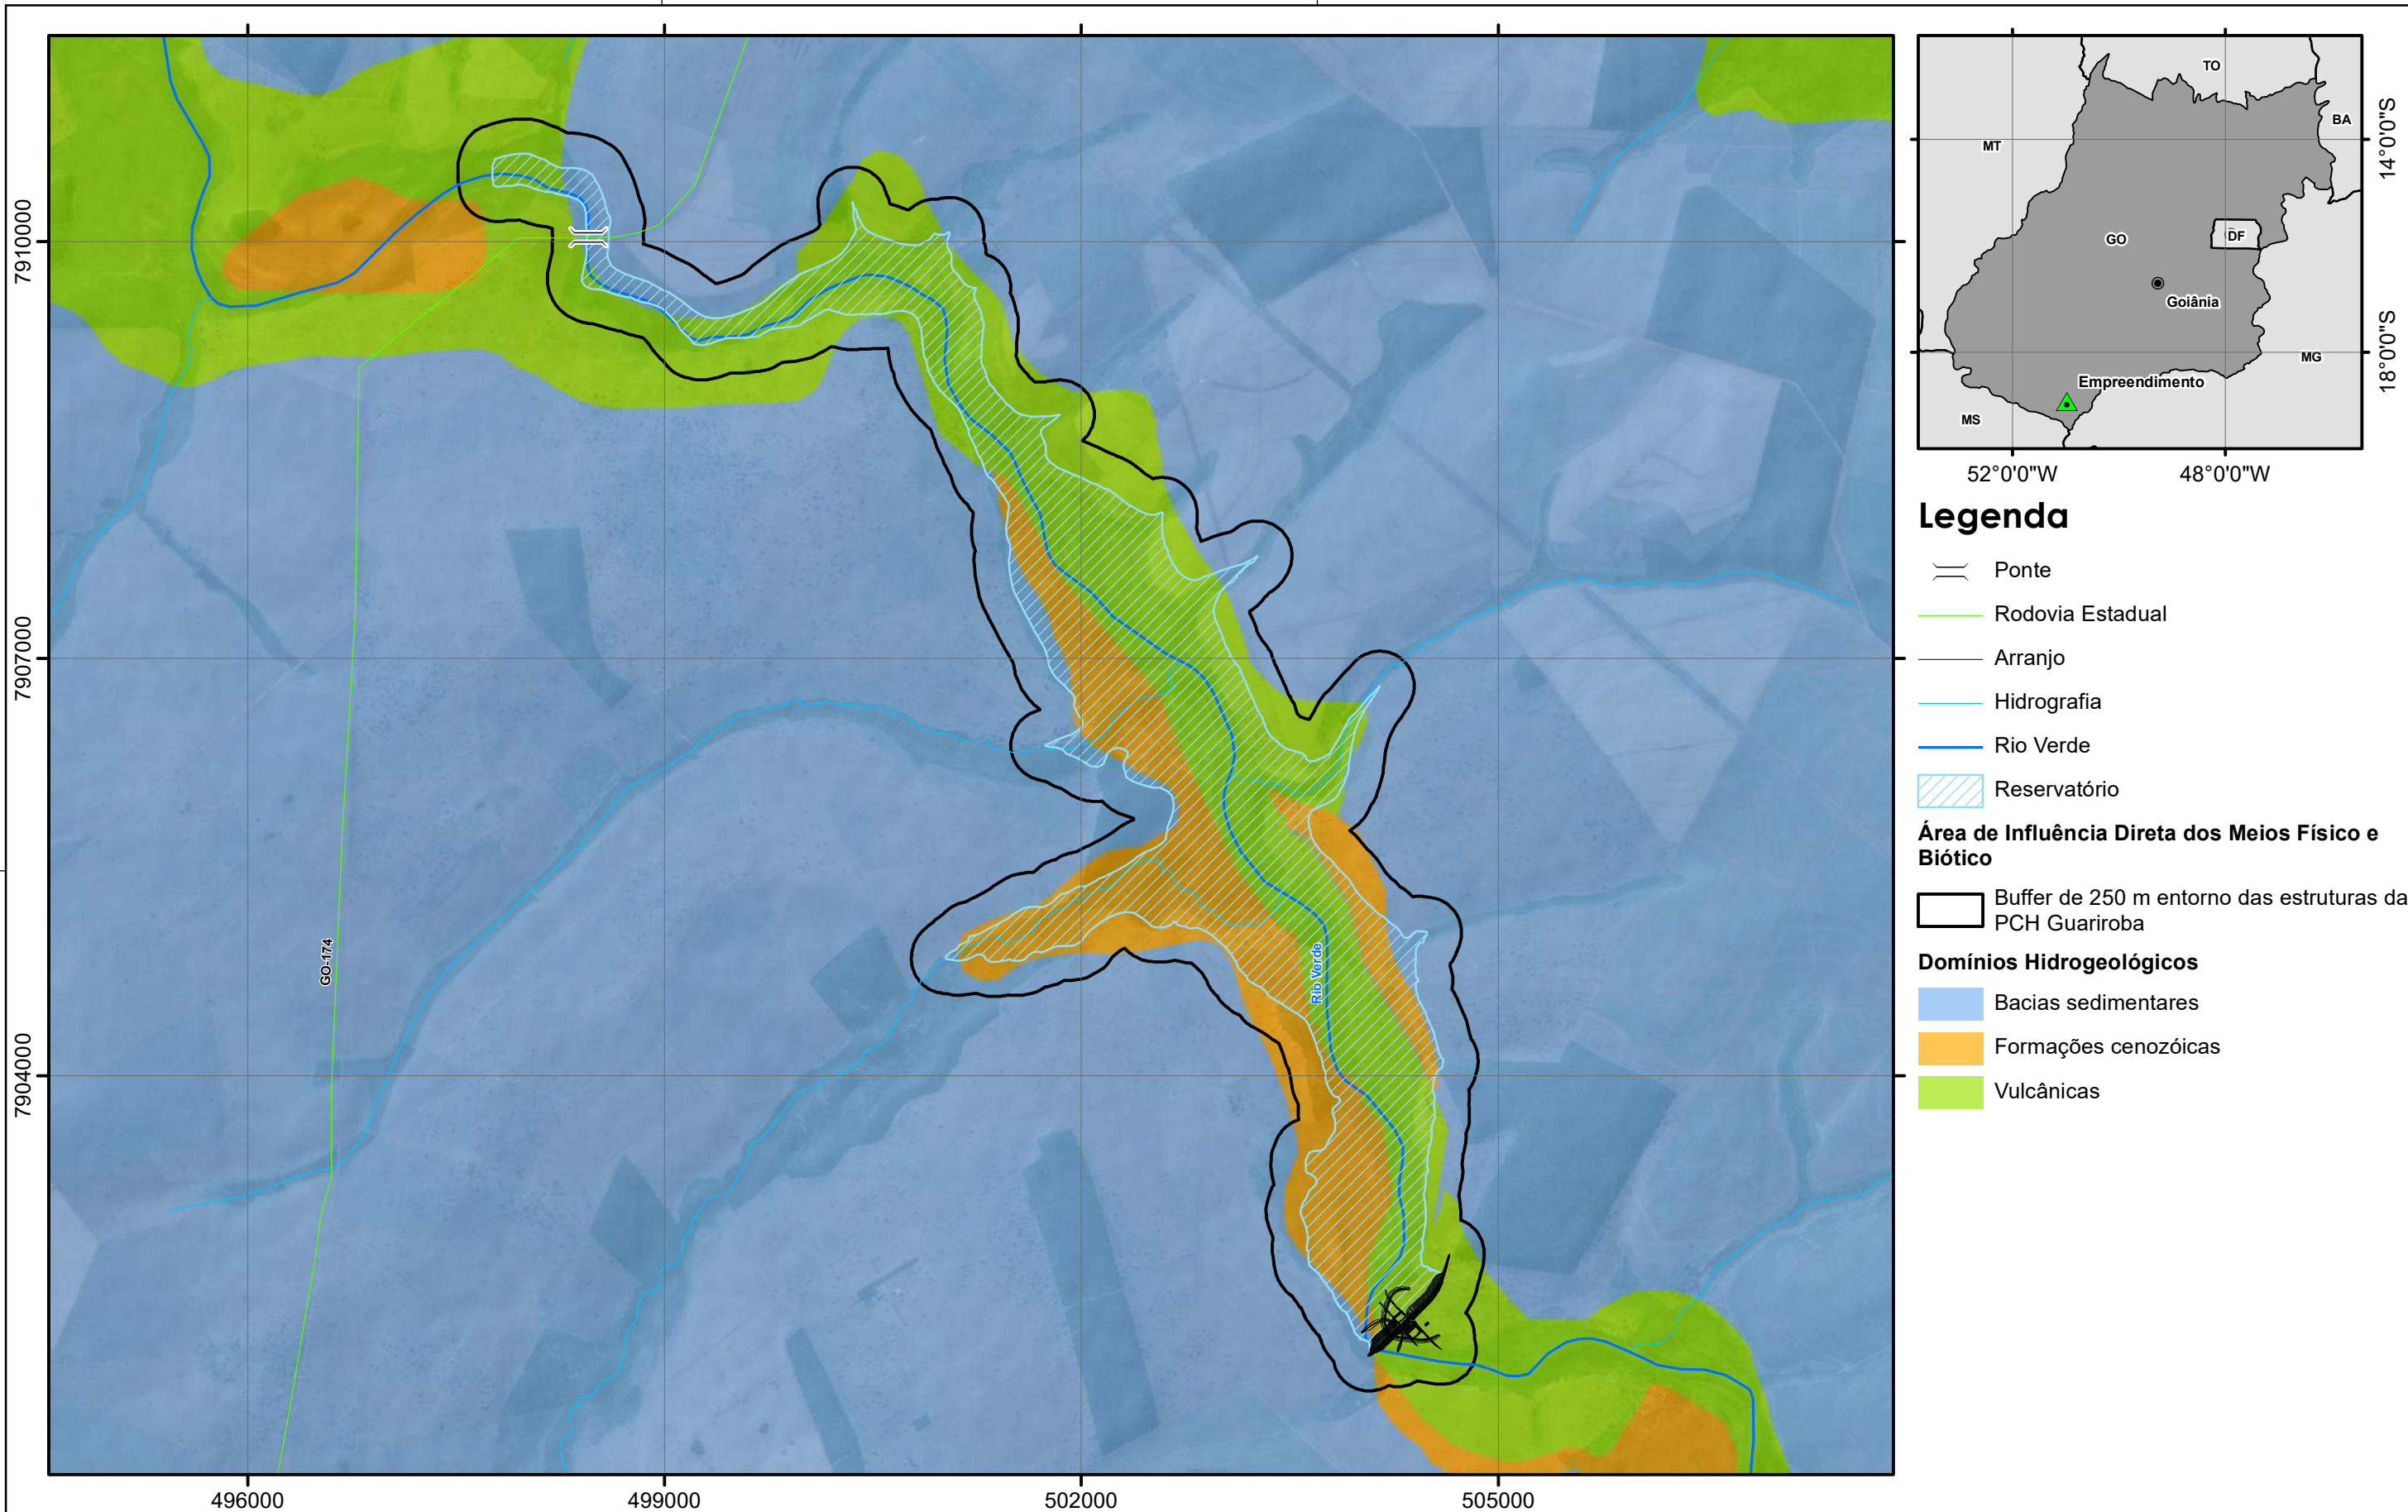 7910000
7907000
7904000
496000
499000
502000
505000
GO-174
Rio Verde
TO
BA
MT
GO
DF
Goiânia
MG
Empreendimento
MS
14°0'0"S
18°0'0"S
52°0'0"W
48°0'0"W
Legenda
Ponte
Rodovia Estadual
Arranjo
Hidrografia
Rio Verde
Reservatório
Área de Influência Direta dos Meios Físico e
Biótico
Buffer de 250 m entorno das estruturas da
PCH Guariroba
Domínios Hidrogeológicos
Bacias sedimentares
Formações cenozóicas
Vulcânicas